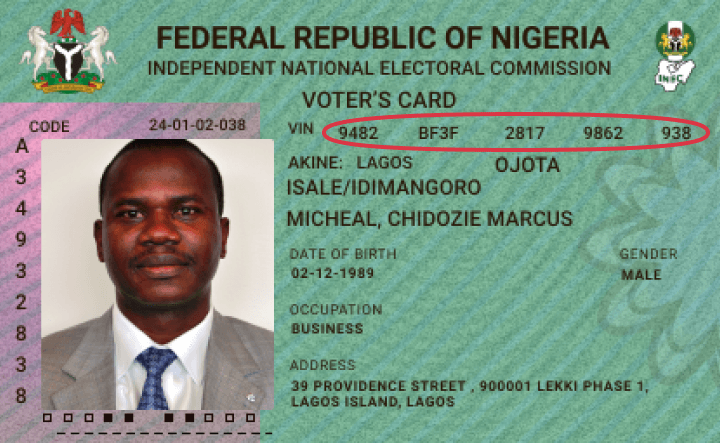 FEDERAL REPUBLIC OF NIGERIA
INDEPENDENT NATIONAL ELECTORAL COMMISSION
INEC
VOTER'S CARD
CODE 24-01-02-038
VIN 9482 BF3F 2817 9862 938
AKINE: LAGOS OJOTA
ISALE/IDIMANGORO
MICHEAL, CHIDOZIE MARCUS
DATE OF BIRTH GENDER
02-12-1989 MALE
OCCUPATION
BUSINESS
ADDRESS
39 PROVIDENCE STREET , 900001 LEKKI PHASE 1,
LAGOS ISLAND, LAGOS
A
3
4
9
3
2
8
3
8